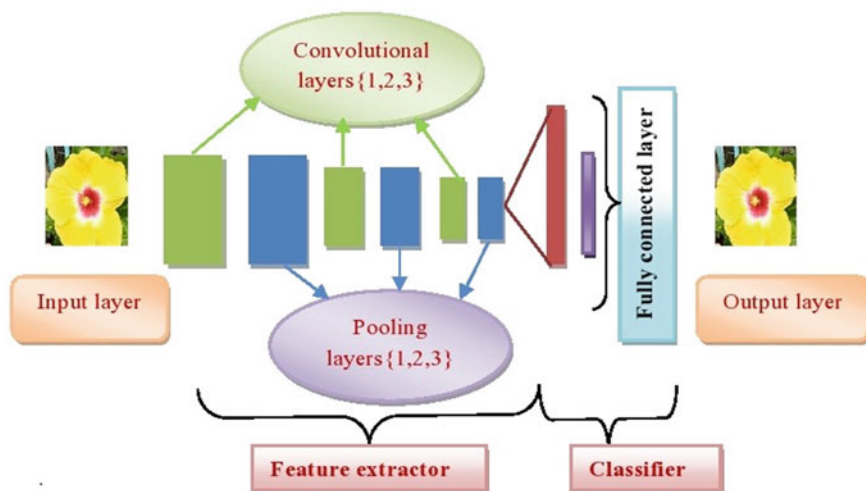 Convolutional
layers{1,2,3}
Input layer
Fully connected layer
Output layer
Pooling
layers{1,2,3}
Feature extractor
Classifier